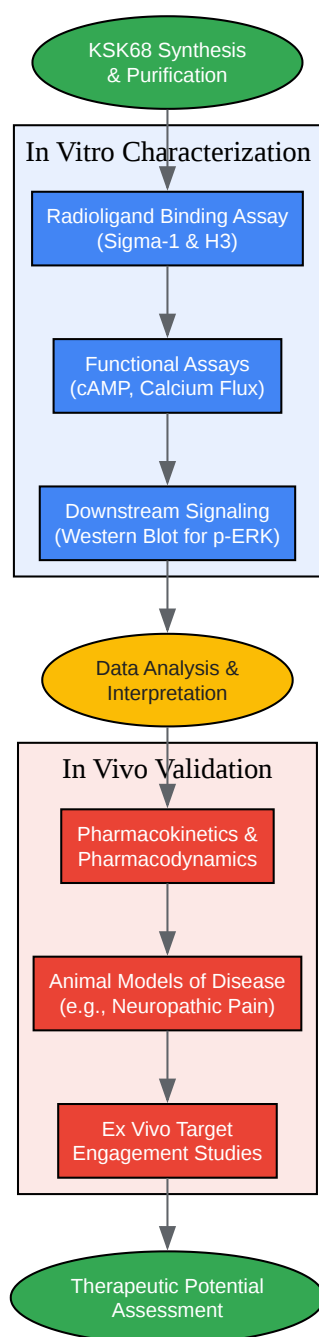 KSK68 Synthesis
& Purification
In Vitro Characterization
Radioligand Binding Assay
(Sigma-1 & H3)
Functional Assays
(cAMP, Calcium Flux)
Downstream Signaling
(Western Blot for p-ERK)
Data Analysis &
Interpretation
In Vivo Validation
Pharmacokinetics &
Pharmacodynamics
Animal Models of Disease
(e.g., Neuropathic Pain)
Ex Vivo Target
Engagement Studies
Therapeutic Potential
Assessment